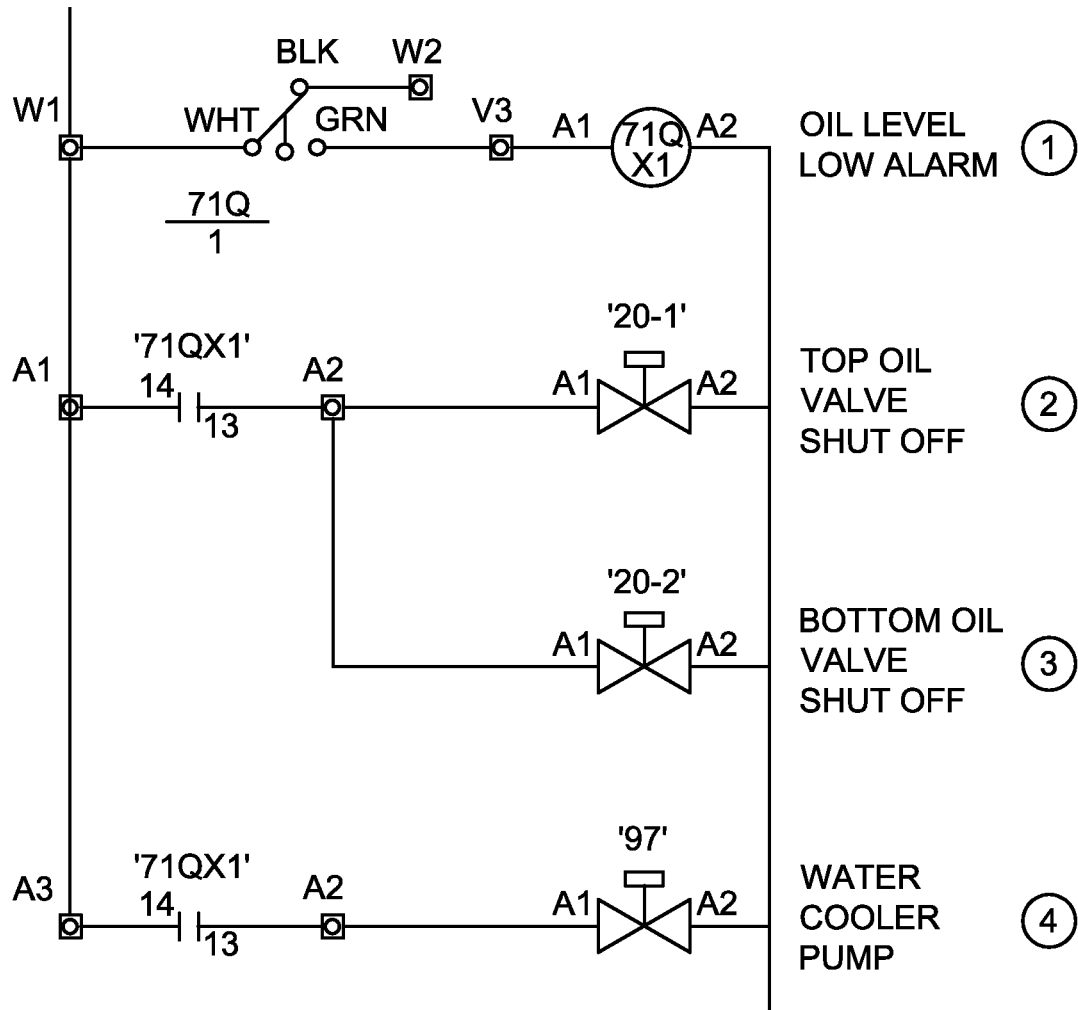 BLK
W2
W1
WHT
GRN
V3
A1
71Q
X1
A2
OIL LEVEL
LOW ALARM
1
71Q
1
'20-1'
'71QX1'
A1
14
13
A2
A1
A2
TOP OIL
VALVE
SHUT OFF
2
'20-2'
A1
A2
BOTTOM OIL
VALVE
SHUT OFF
3
'97'
'71QX1'
A3
14
13
A2
A1
A2
WATER
COOLER
PUMP
4